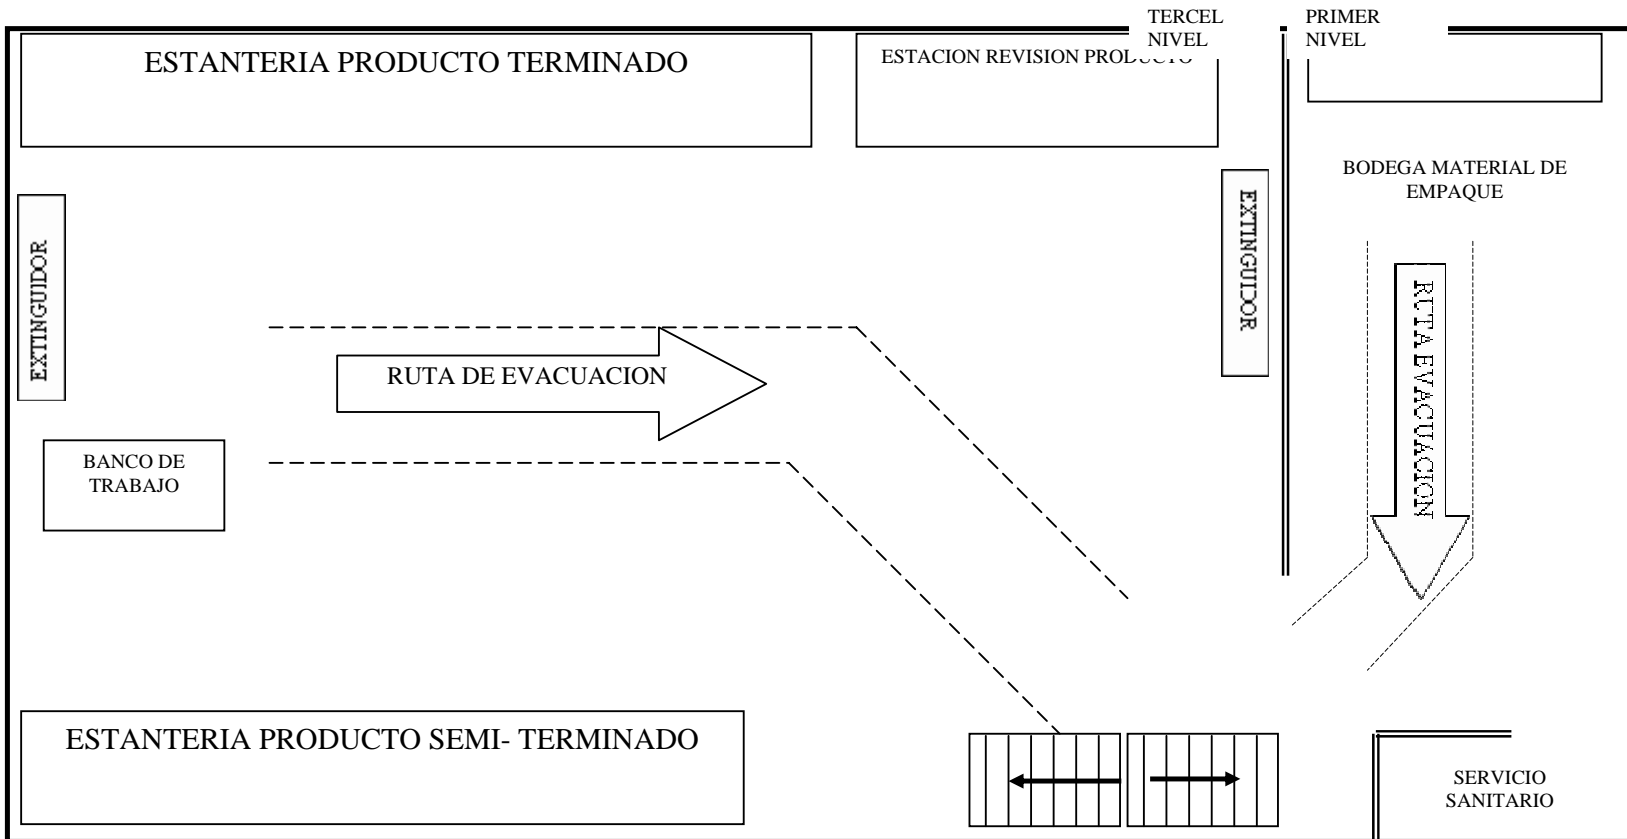 TERCEL
NIVEL
PRIMER
NIVEL
ESTANTERIA PRODUCTO TERMINADO
ESTACION REVISION PRODUCTO
BODEGA MATERIAL DE
EMPAQUE
EXTINGUIDOR
EXTINGUIDOR
RUTA DE EVACUACION
RUTA EVACUACION
BANCO DE
TRABAJO
ESTANTERIA PRODUCTO SEMI- TERMINADO
SERVICIO
SANITARIO